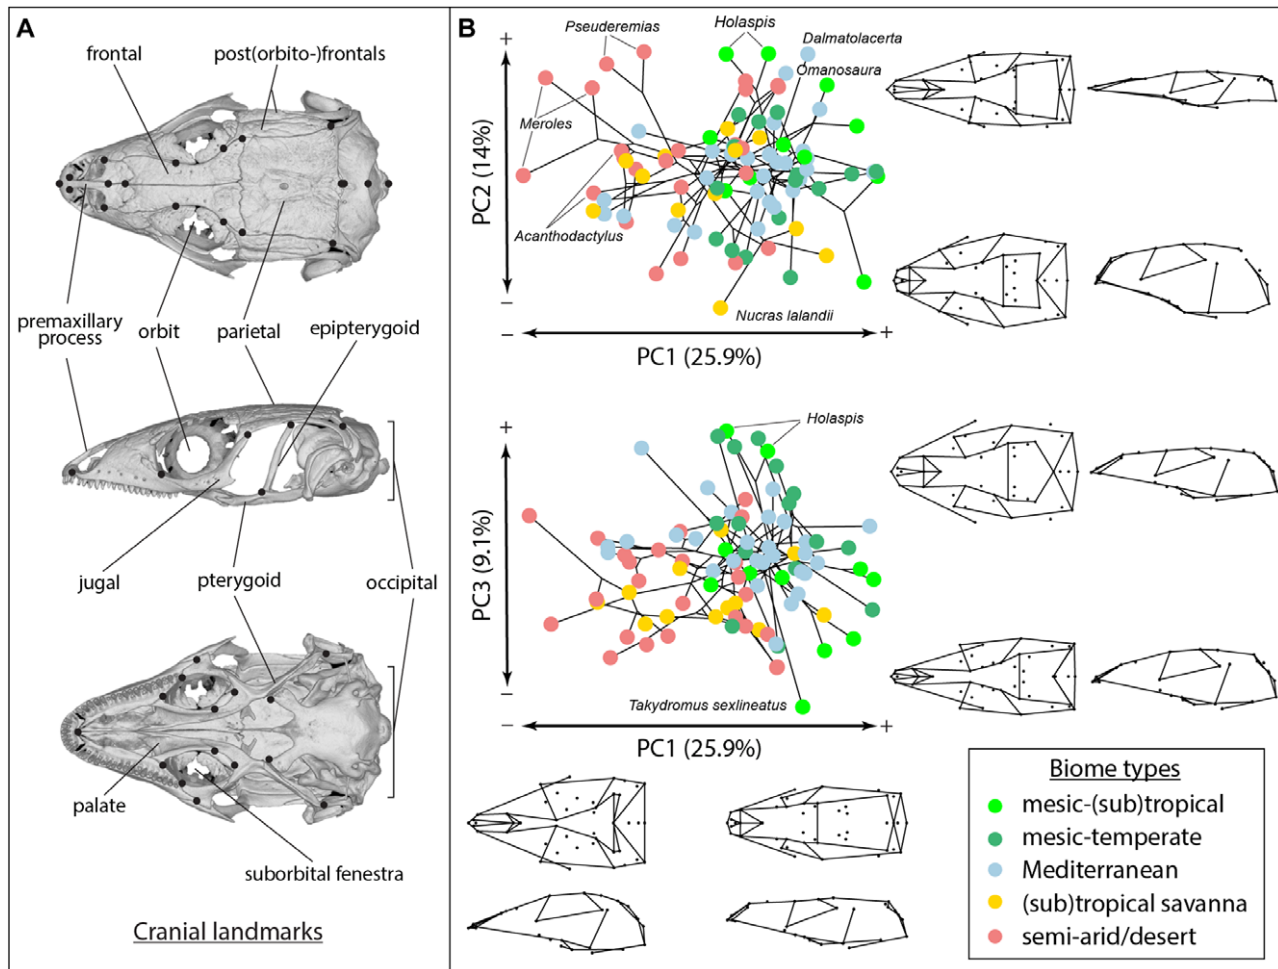 A
frontal
post(orbito-)frontals
premaxillary
process
orbit
parietal
epipterygoid
jugal
pterygoid
occipital
palate
suborbital fenestra
Cranial landmarks
B
Pseuderemias
Holaspis
Dalmatolacerta
Omanosaura
Meroles
Acanthodactylus
Nucras lalandii
+
PC2 (14%)
−
−
+
PC1 (25.9%)
Holaspis
+
PC3 (9.1%)
−
Takydromus sexlineatus
−
+
PC1 (25.9%)
Biome types
mesic-(sub)tropical
mesic-temperate
Mediterranean
(sub)tropical savanna
semi-arid/desert